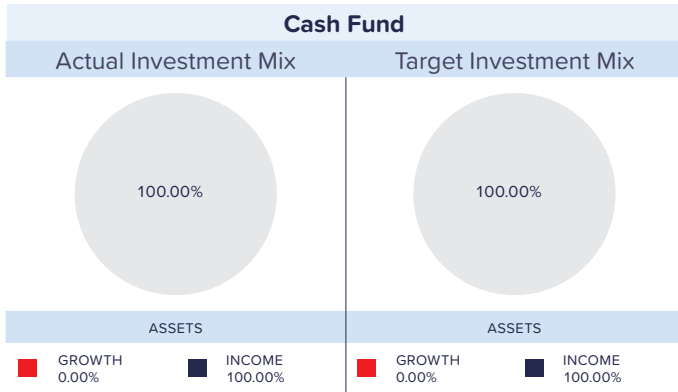 Cash Fund
Actual Investment Mix
Target Investment Mix
100.00%
100.00%
ASSETS
ASSETS
GROWTH
0.00%
INCOME
100.00%
GROWTH
0.00%
INCOME
100.00%